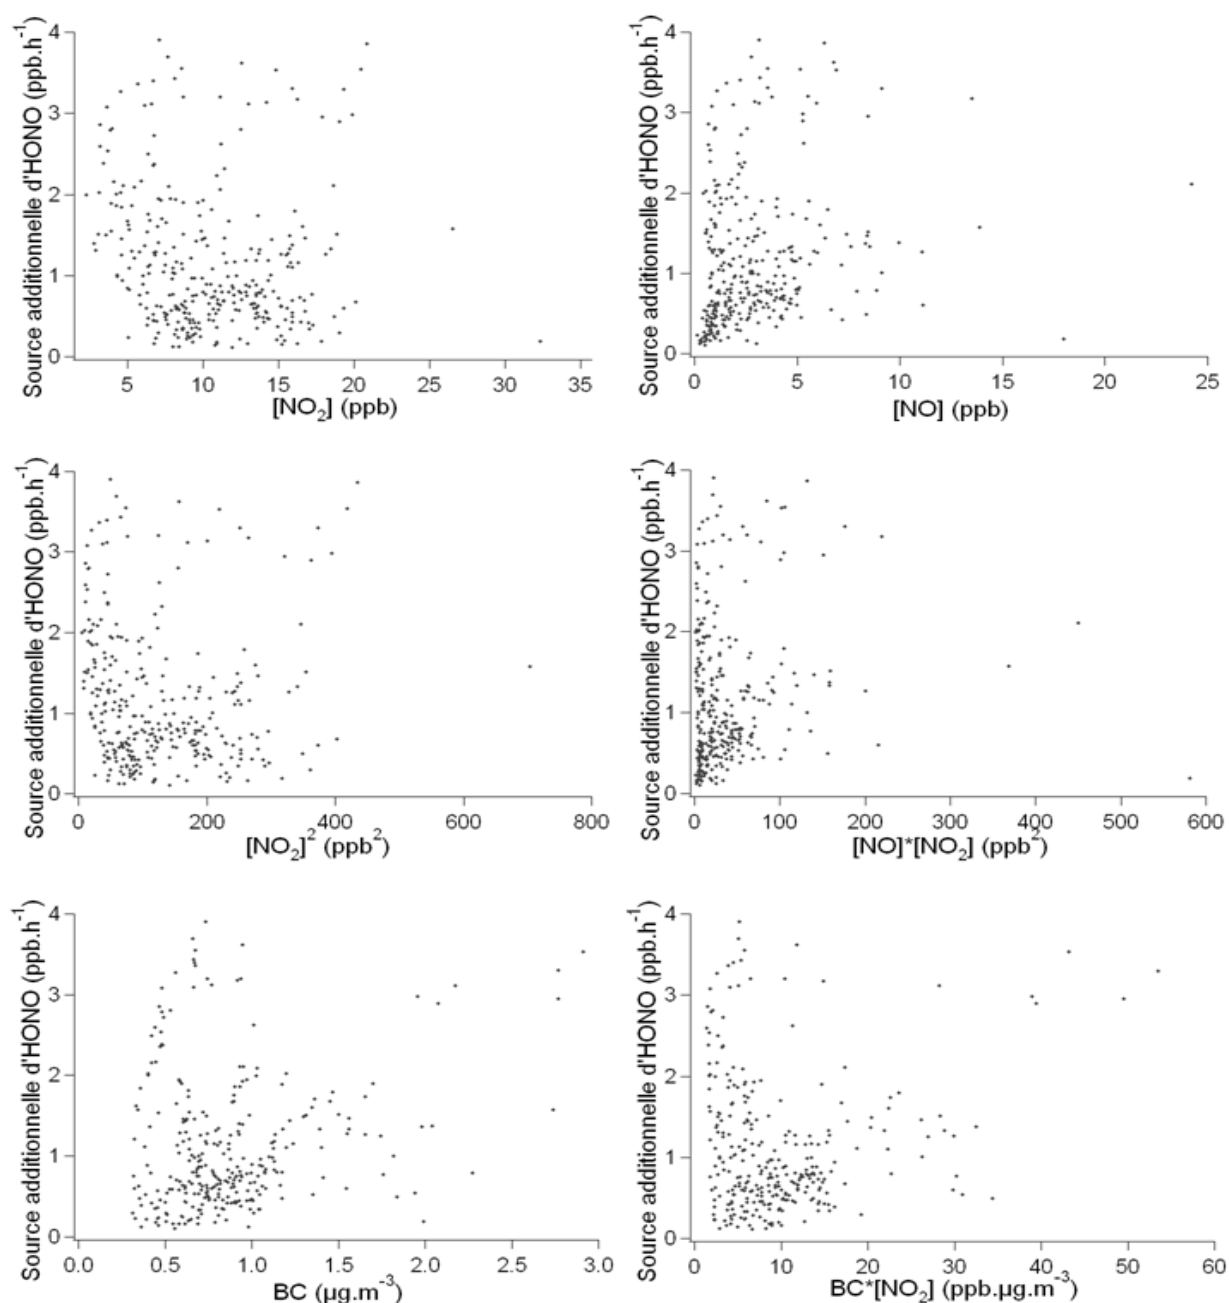 Source additionnelle d'HONO (ppb.h⁻¹)
4
3
2
1
0
5 10 15 20 25 30 35
[NO₂] (ppb)
Source additionnelle d'HONO (ppb.h⁻¹)
4
3
2
1
0
0 5 10 15 20 25
[NO] (ppb)
Source additionnelle d'HONO (ppb.h⁻¹)
4
3
2
1
0
0 200 400 600 800
[NO₂]² (ppb²)
Source additionnelle d'HONO (ppb.h⁻¹)
4
3
2
1
0
0 100 200 300 400 500 600
[NO]*[NO₂] (ppb²)
Source additionnelle d'HONO (ppb.h⁻¹)
4
3
2
1
0
0.0 0.5 1.0 1.5 2.0 2.5 3.0
BC (µg.m⁻³)
Source additionnelle d'HONO (ppb.h⁻¹)
4
3
2
1
0
0 10 20 30 40 50 60
BC*[NO₂] (ppb.µg.m⁻³)